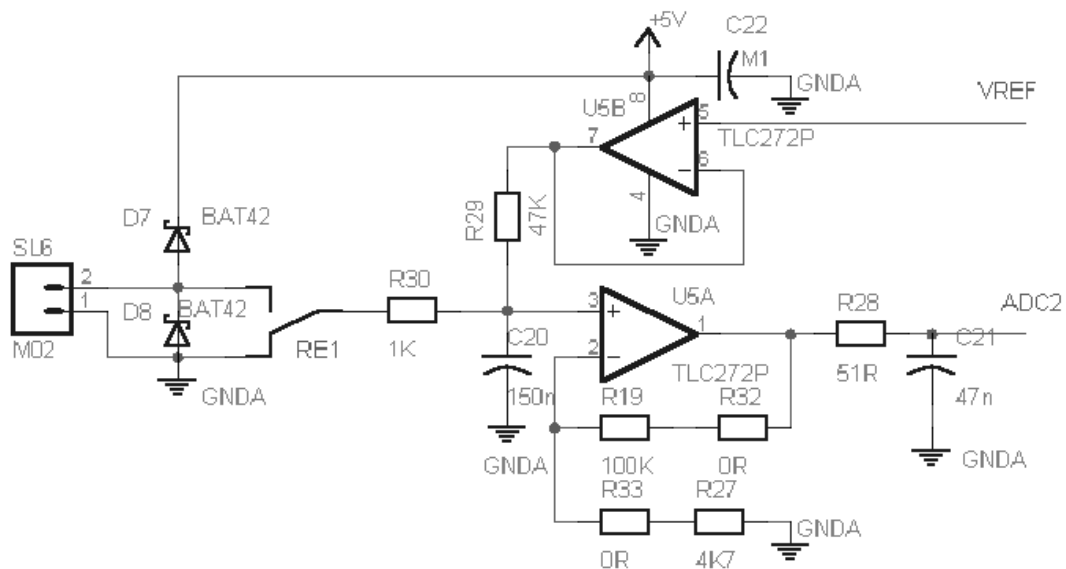 +5V
C22
M1
GNDA
VREF
U5B
8
5
+
TLC272P
7
6
–
4
GNDA
R29
47K
D7
BAT42
SL6
2
1
M02
D8
BAT42
GNDA
RE1
R30
1K
C20
150n
GNDA
3
+
U5A
1
2
–
TLC272P
R28
51R
ADC2
C21
47n
GNDA
R19
R32
100K
0R
R33
R27
0R
4K7
GNDA